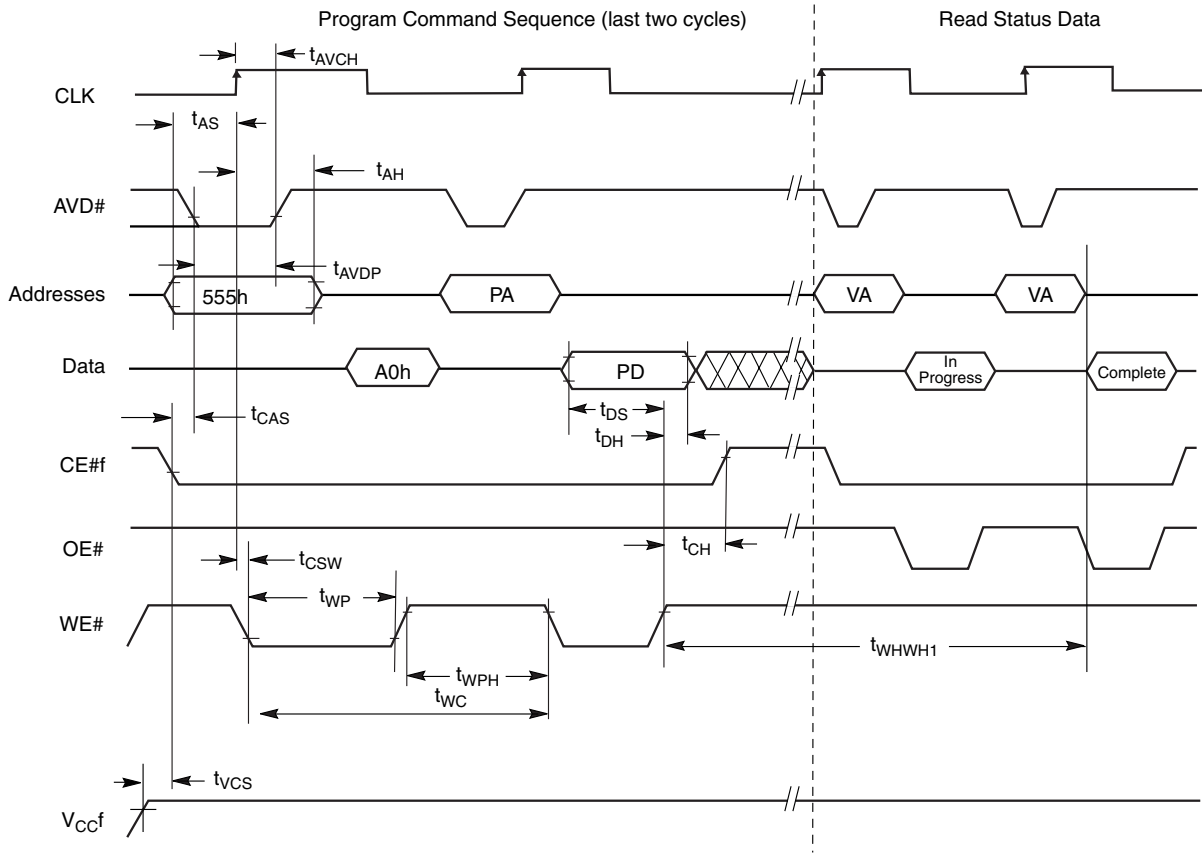 Program Command Sequence (last two cycles)
Read Status Data
tAVCH
CLK
tAS
tAH
AVD#
tAVDP
Addresses
555h
PA
VA
VA
Data
A0h
PD
In
Progress
Complete
tCAS
tDS
tDH
CE#f
OE#
tCH
tCSW
tWP
WE#
tWHWH1
tWPH
tWC
tVCS
VCCf